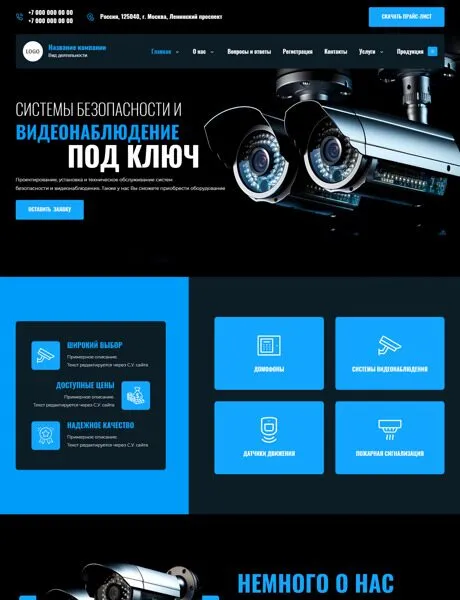 +7 000 000 00 00
+7 000 000 00 00
Россия, 125040, г. Москва, Ленинский проспект
СКАЧАТЬ ПРАЙС-ЛИСТ
LOGO
Название компании
Вид деятельности
Главная
О нас
Вопросы и ответы
Регистрация
Контакты
Услуги
Продукция
СИСТЕМЫ БЕЗОПАСНОСТИ И
ВИДЕОНАБЛЮДЕНИЕ
ПОД КЛЮЧ
Проектирование, установка и техническое обслуживание систем
безопасности и видеонаблюдения. Также у нас Вы сможете приобрести оборудование
ОСТАВИТЬ ЗАЯВКУ
ШИРОКИЙ ВЫБОР
Примерное описание.
Текст редактируется через С.У. сайта
ДОСТУПНЫЕ ЦЕНЫ
Примерное описание.
Текст редактируется через С.У. сайта
НАДЕЖНОЕ КАЧЕСТВО
Примерное описание.
Текст редактируется через С.У. сайта
ДОМОФОНЫ
СИСТЕМЫ ВИДЕОНАБЛЮДЕНИЯ
ДАТЧИКИ ДВИЖЕНИЯ
ПОЖАРНАЯ СИГНАЛИЗАЦИЯ
НЕМНОГО О НАС